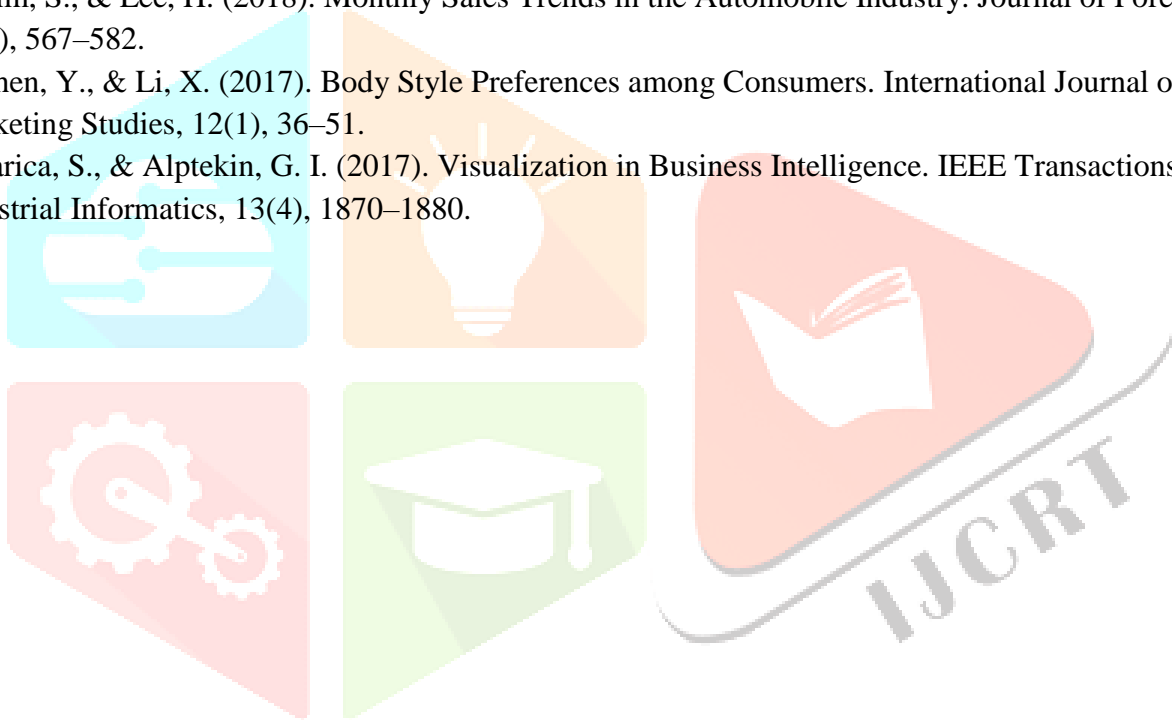 S., & Lee, H. (2018). Monthly Sales Trends in the Automobile Industry. Journal of
), 567–582.
hen, Y., & Li, X. (2017). Body Style Preferences among Consumers. International Journal o
keting Studies, 12(1), 36–51.
arica, S., & Alptekin, G. I. (2017). Visualization in Business Intelligence. IEEE Transactions
strial Informatics, 13(4), 1870–1880.
IJCRT